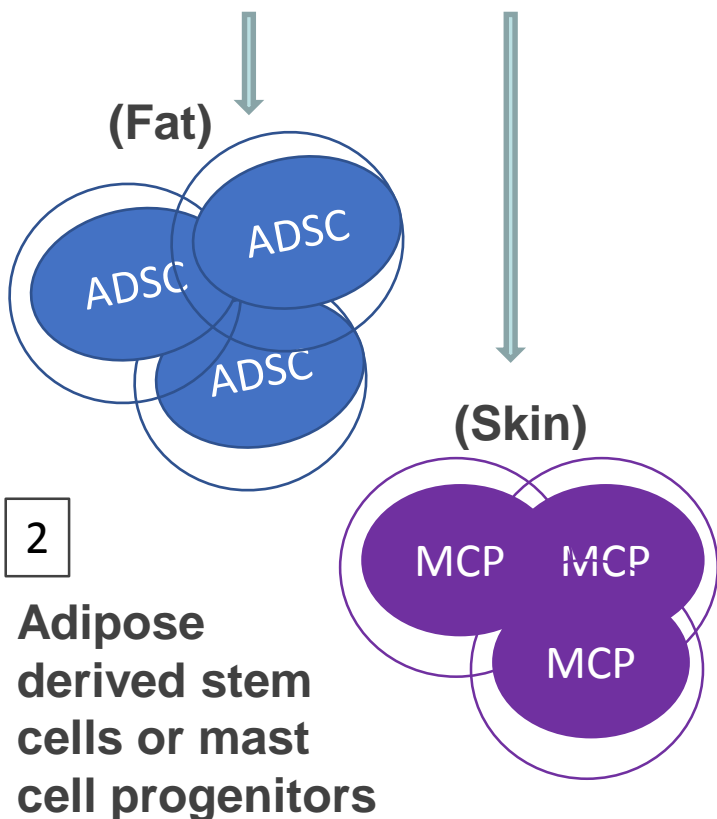 (Fat)
ADSC
ADSC
ADSC
(Skin)
MCP
MCP
MCP
2
Adipose
derived stem
cells or mast
cell progenitors